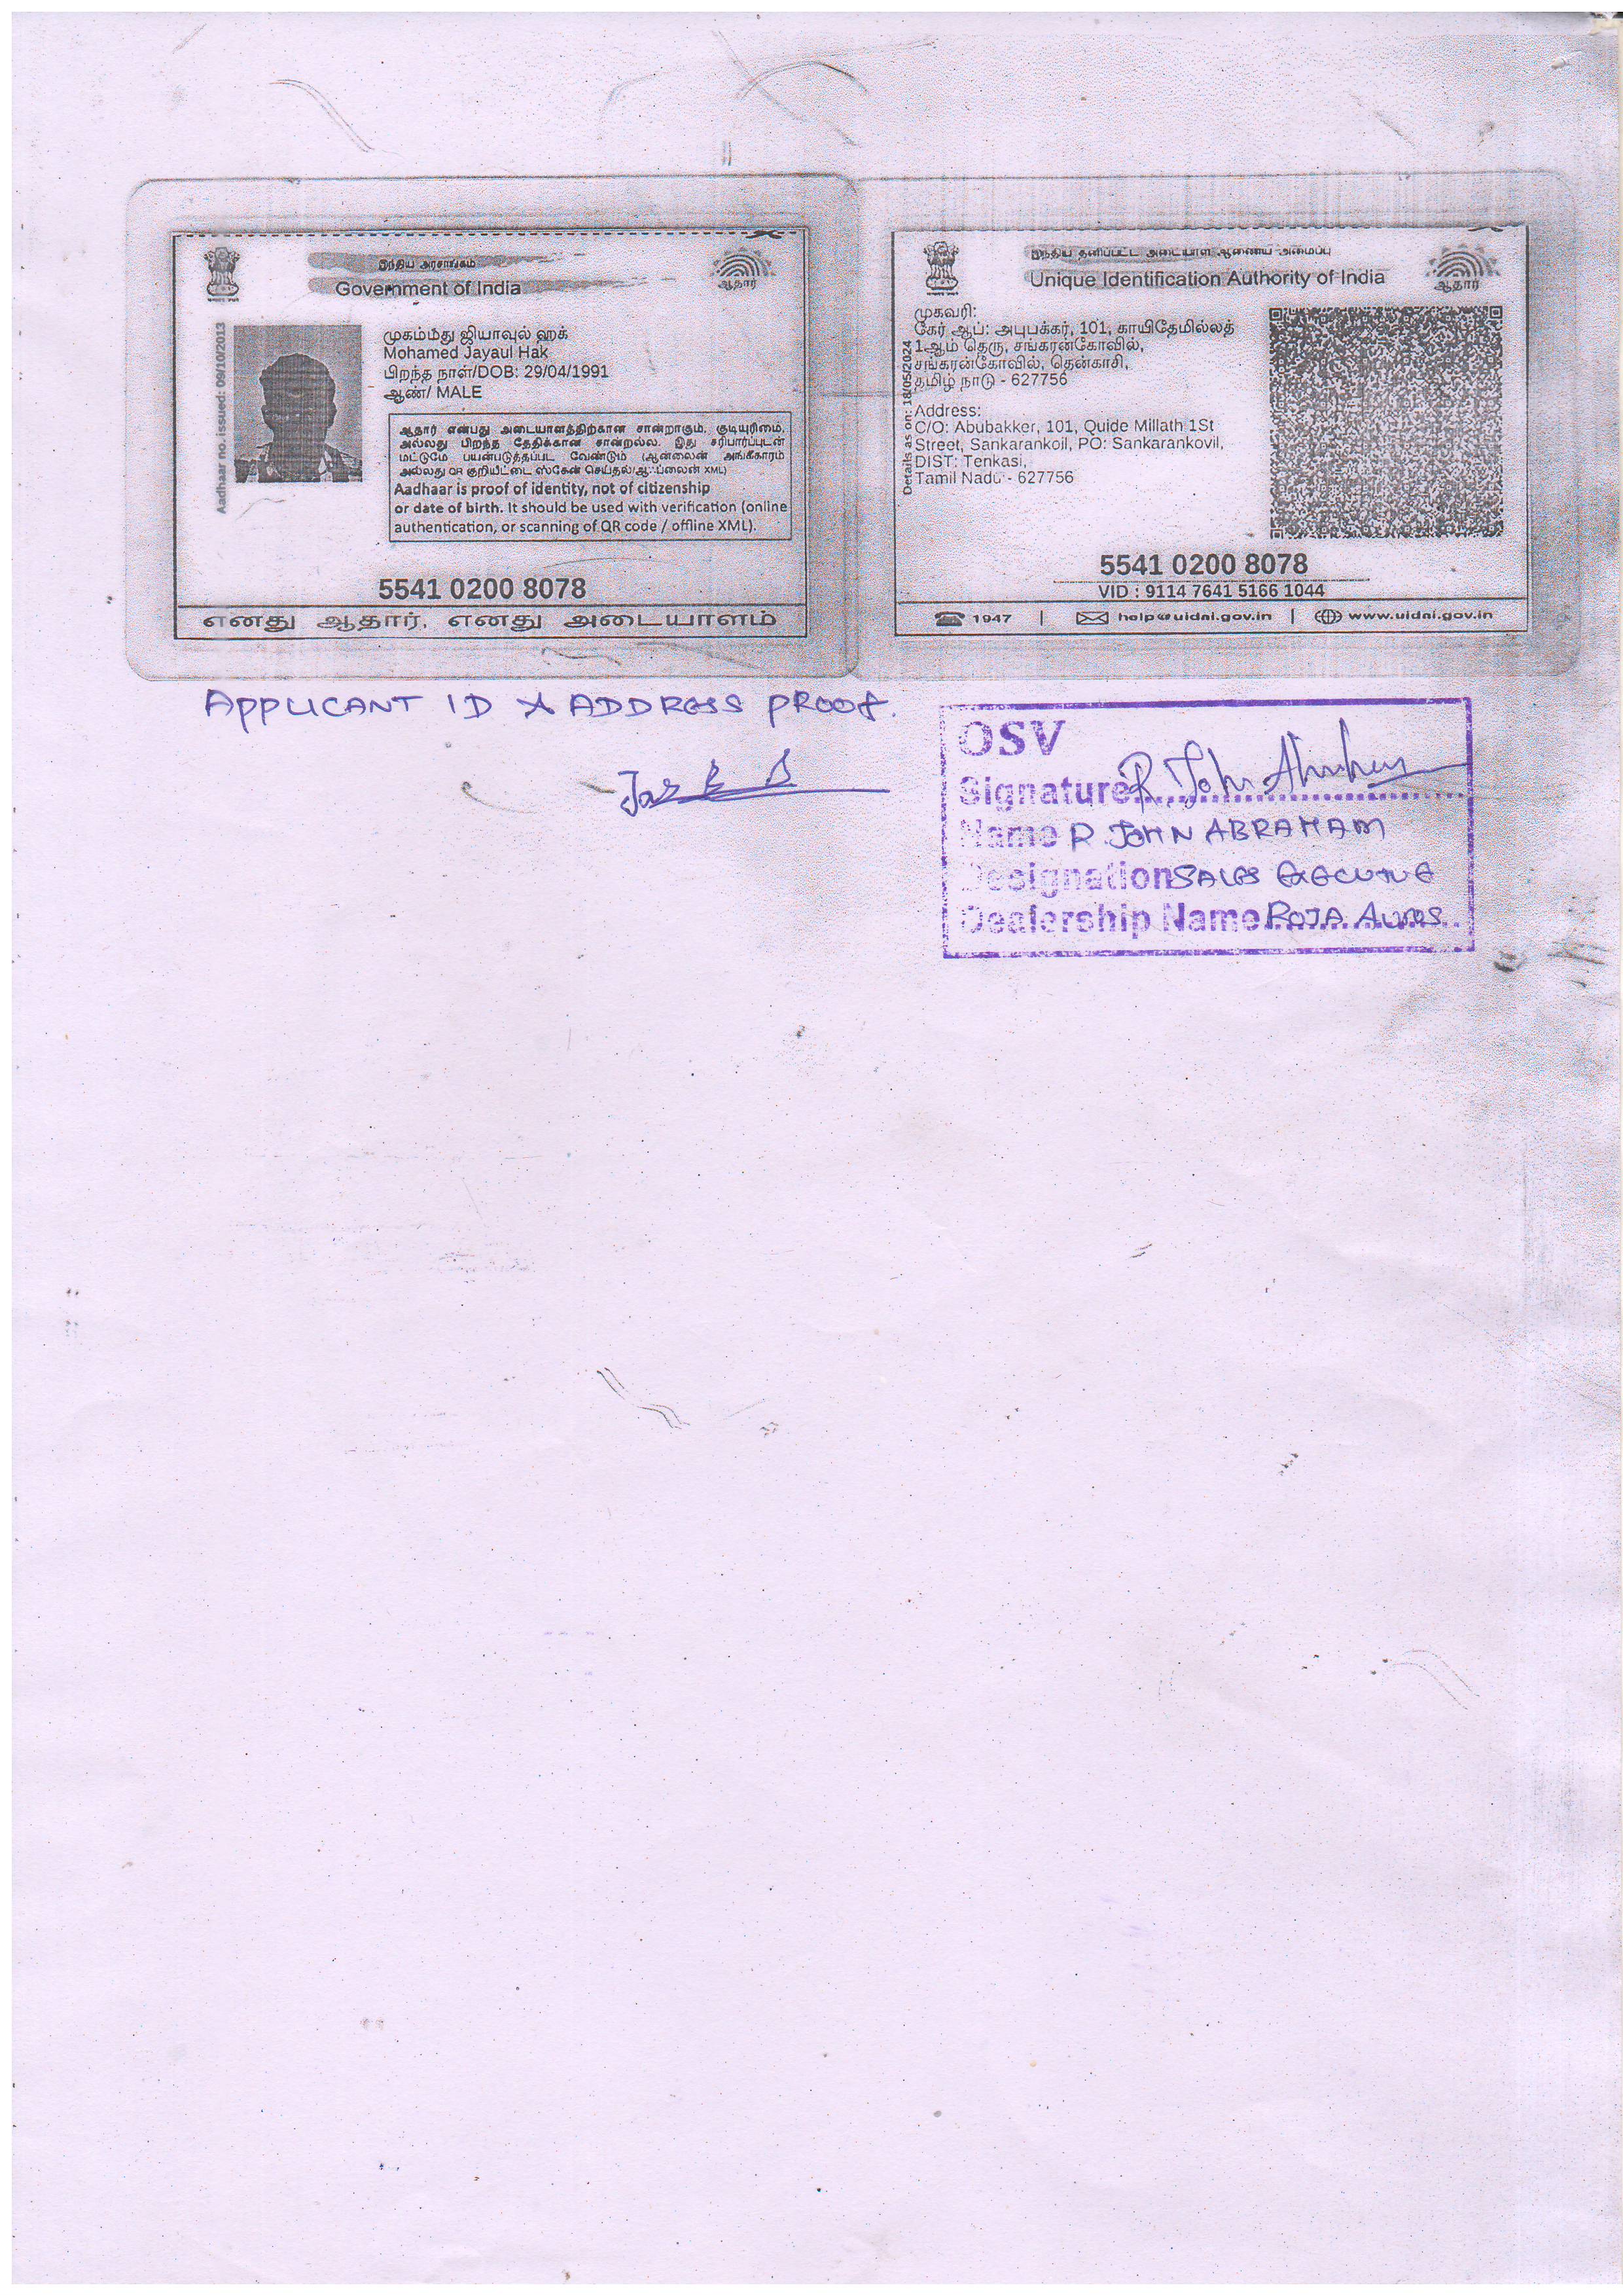 இந்திய அரசாங்கம்
Government of India
ஆதார்
Aadhaar no. issued: 09/10/2013
முகம்மது ஜியாவுல் ஹக்
Mohamed Jayaul Hak
பிறந்த நாள்/DOB: 29/04/1991
ஆண்/ MALE
ஆதார் என்பது அடையாளத்திற்கான சான்றாகும், குடியுரிமை,
அல்லது பிறந்த தேதிக்கான சான்றல்ல. இது சரிபார்ப்புடன்
மட்டுமே பயன்படுத்தப்பட வேண்டும் (ஆன்லைன் அங்கீகாரம்
அல்லது QR குறியீட்டை ஸ்கேன் செய்தல்/ஆஃப்லைன் XML)
Aadhaar is proof of identity, not of citizenship
or date of birth. It should be used with verification (online
authentication, or scanning of QR code / offline XML).
5541 0200 8078
எனது ஆதார், எனது அடையாளம்
இந்திய தனிப்பட்ட அடையாள ஆணைய அமைப்பு
Unique Identification Authority of India
ஆதார்
Details as on: 18/05/2024
முகவரி:
கேர் ஆப்: அபுபக்கர், 101, காயிதேமில்லத்
1ஆம் தெரு, சங்கரன்கோவில்,
சங்கரன்கோவில், தென்காசி,
தமிழ் நாடு - 627756
Address:
C/O: Abubakker, 101, Quide Millath 1St
Street, Sankarankoil, PO: Sankarankovil,
DIST: Tenkasi,
Tamil Nadu - 627756
5541 0200 8078
VID : 9114 7641 5166 1044
1947 | help@uidai.gov.in | www.uidai.gov.in
APPLICANT ID & ADDRESS PROOF.
OSV
Signature R. John Abraham
Name R. JOHN ABRAHAM
Designation SALES EXECUTIVE
Dealership Name ROJA AUTOS